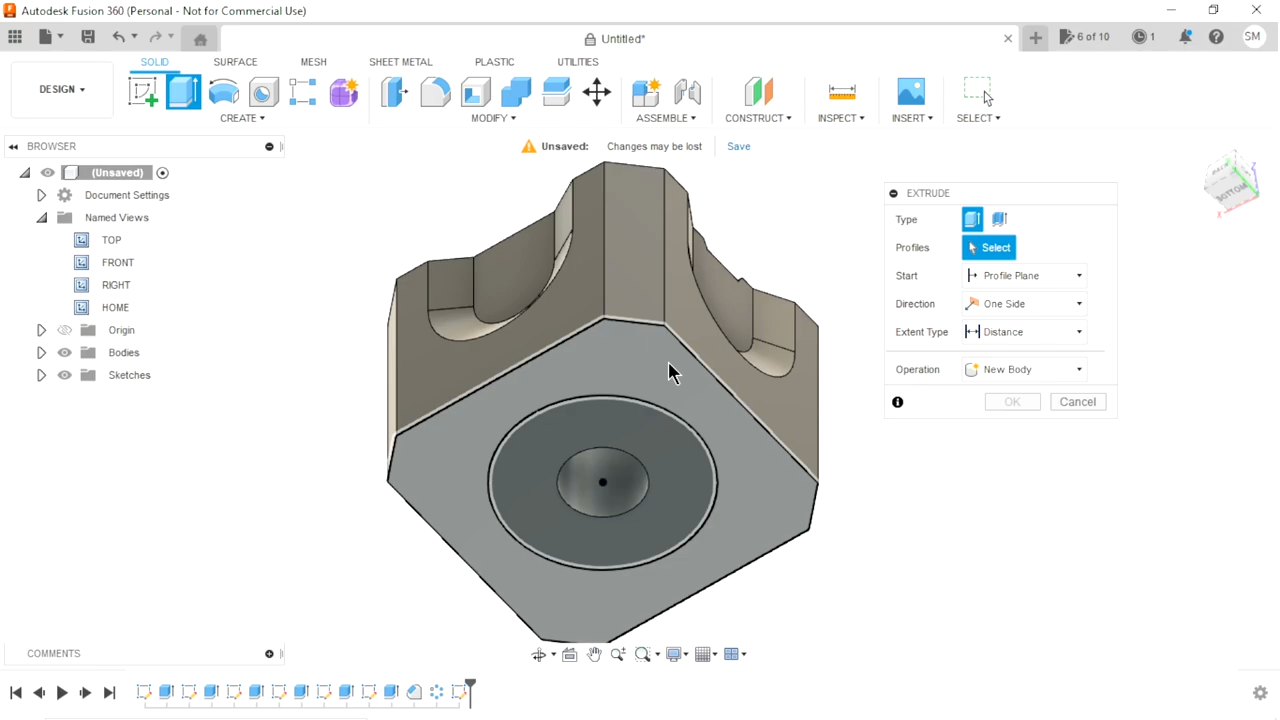 Autodesk Fusion 360 (Personal - Not for Commercial Use)
Untitled*
6 of 10
1
SM
DESIGN
SOLID
SURFACE
MESH
SHEET METAL
PLASTIC
UTILITIES
CREATE
MODIFY
ASSEMBLE
CONSTRUCT
INSPECT
INSERT
SELECT
BROWSER
Unsaved: Changes may be lost Save
(Unsaved)
Document Settings
Named Views
TOP
FRONT
RIGHT
HOME
Origin
Bodies
Sketches
BOTTOM
Z
X
EXTRUDE
Type
Profiles Select
Start Profile Plane
Direction One Side
Extent Type Distance
Operation New Body
OK Cancel
COMMENTS